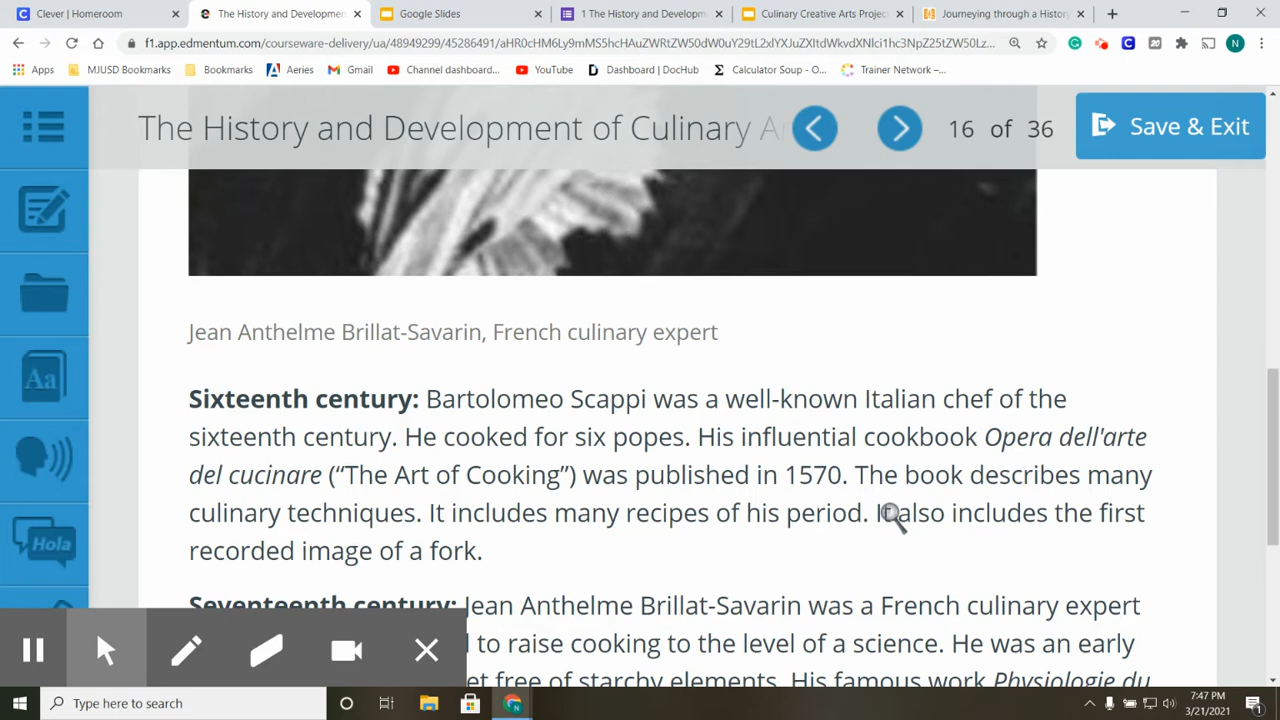 Clever | Homeroom
The History and Developmen
Google Slides
1 The History and Developm
Culinary Creative Arts Project
Journeying through a History
f1.app.edmentum.com/courseware-delivery/ua/48949909/45286491/
Apps
MJUSD Bookmarks
Bookmarks
Aeries
Gmail
Channel dashboard...
YouTube
Dashboard | DocHub
Calculator Soup - O...
Trainer Network –...
The History and Development of Culinary A
16 of 36
Save & Exit
Aa
Hola
Jean Anthelme Brillat-Savarin, French culinary expert
Sixteenth century: Bartolomeo Scappi was a well-known Italian chef of the
sixteenth century. He cooked for six popes. His influential cookbook Opera dell'arte
del cucinare (“The Art of Cooking”) was published in 1570. The book describes many
culinary techniques. It includes many recipes of his period. It also includes the first
recorded image of a fork.
Seventeenth century: Jean Anthelme Brillat-Savarin was a French culinary expert
d to raise cooking to the level of a science. He was an early
et free of starchy elements. His famous work Physiologie du
Type here to search
7:47 PM
3/21/2021